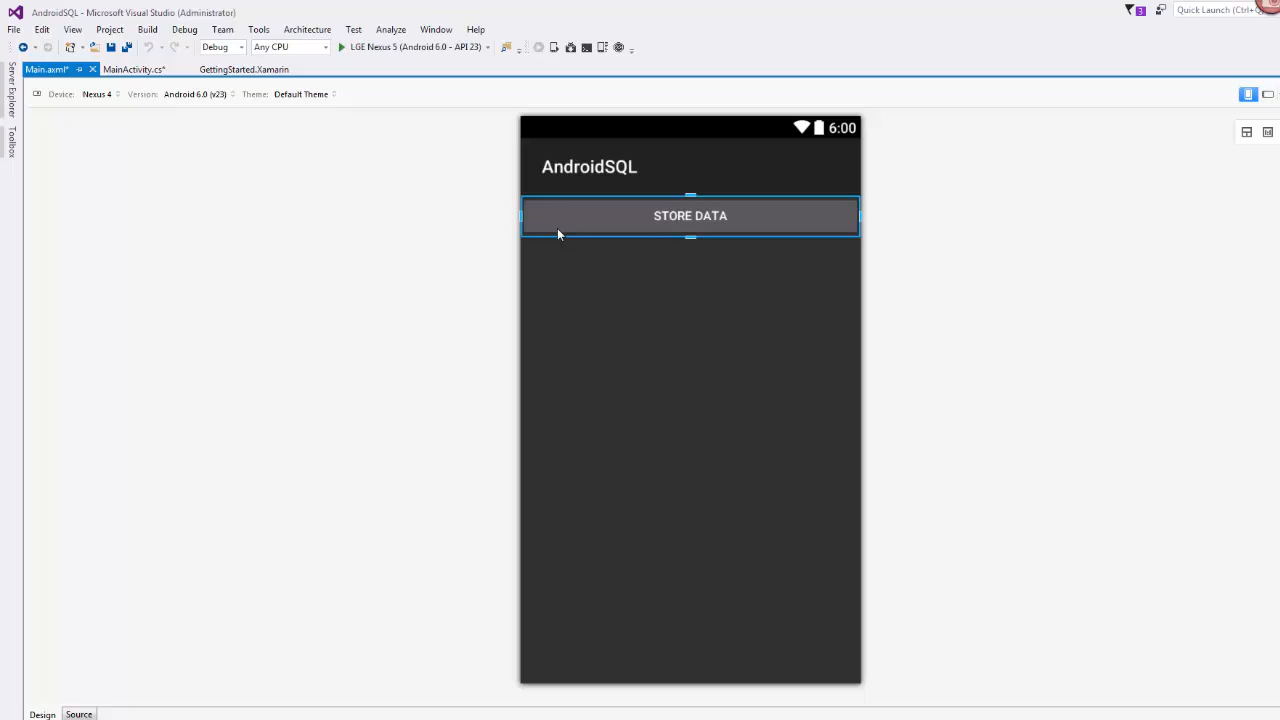 AndroidSQL - Microsoft Visual Studio (Administrator)
3
Quick Launch (Ctrl+
File Edit View Project Build Debug Team Tools Architecture Test Analyze Window Help
Debug Any CPU LGE Nexus 5 (Android 6.0 - API 23)
Main.axml* MainActivity.cs* GettingStarted.Xamarin
Server Explorer
Toolbox
Device: Nexus 4 Version: Android 6.0 (v23) Theme: Default Theme
6:00
AndroidSQL
STORE DATA
Design Source